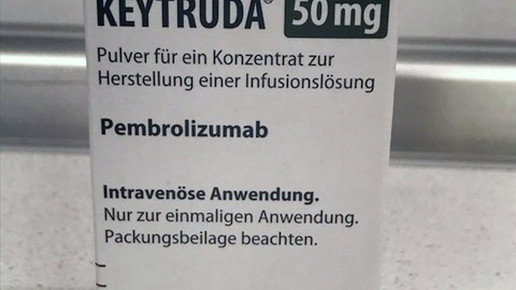 KEYTRUDA® 50 mg
Pulver für ein Konzentrat zur
Herstellung einer Infusionslösung
Pembrolizumab
Intravenöse Anwendung.
Nur zur einmaligen Anwendung.
Packungsbeilage beachten.